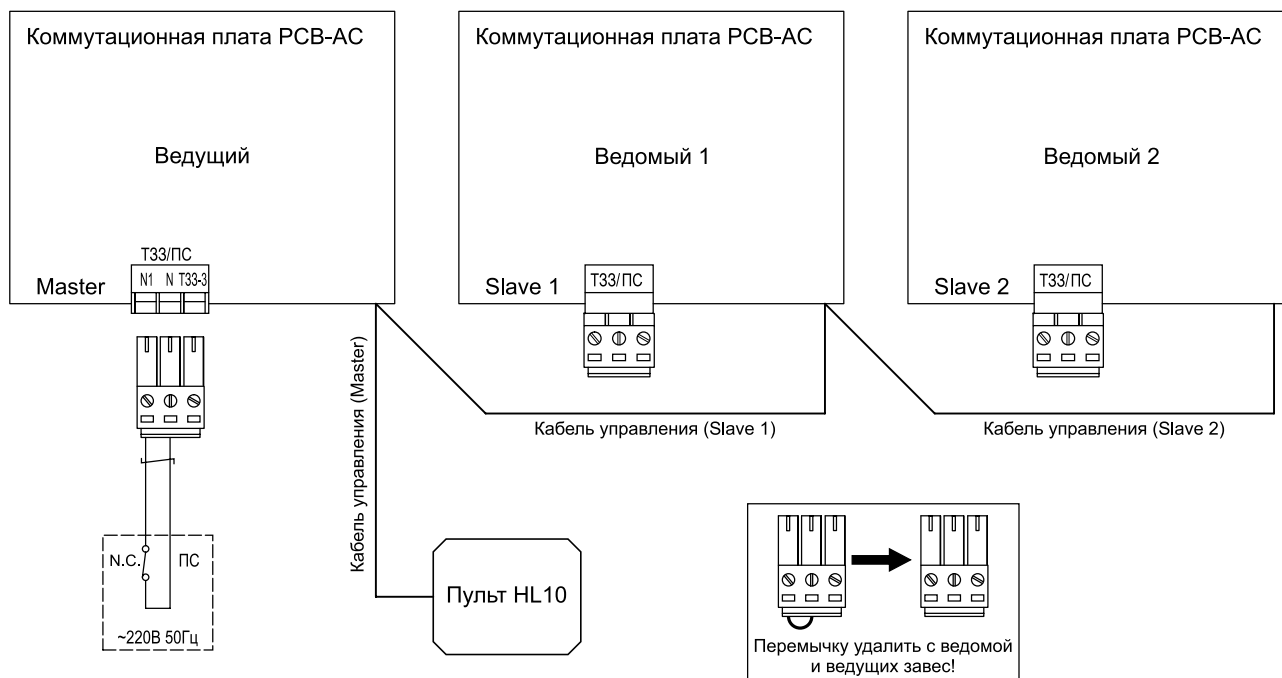 Коммутационная плата PCB-AC
Ведущий
Т33/ПС
N1 N Т33-3
Master
Коммутационная плата PCB-AC
Ведомый 1
Slave 1
Т33/ПС
Коммутационная плата PCB-AC
Ведомый 2
Slave 2
Т33/ПС
Кабель управления (Master)
Кабель управления (Slave 1)
Кабель управления (Slave 2)
N.C.
ПС
~220В 50Гц
Пульт HL10
Перемычку удалить с ведомой
и ведущих завес!